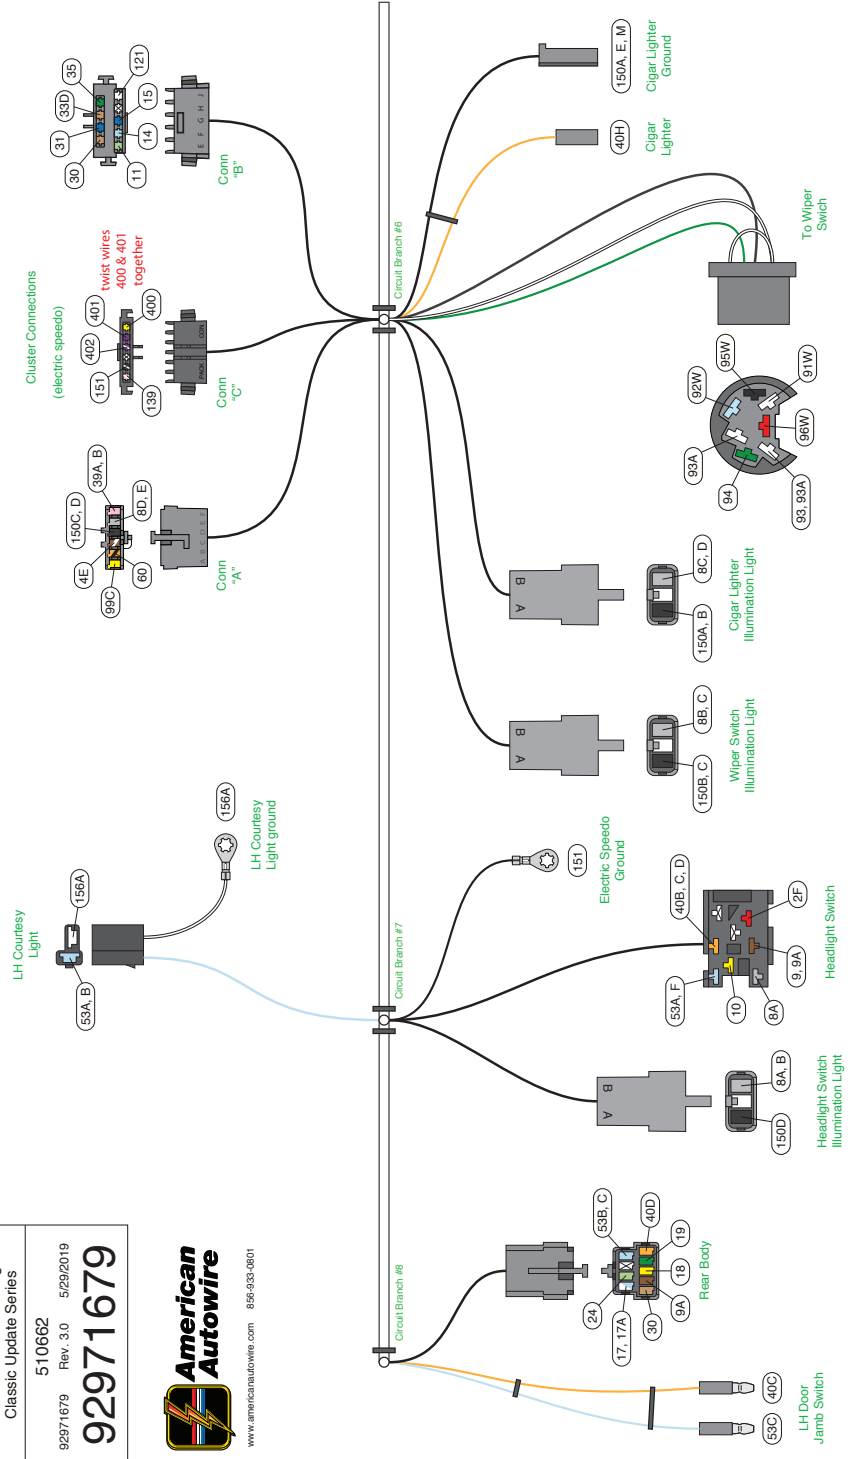 Classic Update Series
510662
92971679 Rev. 3.0 5/29/2019
92971679
American
Autowire
www.americanautowire.com 856-933-0801
LH Courtesy
Light
53A, B
156A
156A
LH Courtesy
Light ground
Cluster Connections
(electric speedo)
99C
4E
150C, D
39A, B
60
8D, E
A B C D E F
Conn
"A"
151
402
401
139
400
twist wires
400 & 401
together
PACK
CON
Conn
"C"
30
31
33D
35
11
14
15
121
E F G H J
Conn
"B"
Circuit Branch #8
Circuit Branch #7
Circuit Branch #6
53C
40C
LH Door
Jamb Switch
17, 17A
24
53B, C
30
9A
18
19
40D
Rear Body
A B
150D
8A, B
Headlight Switch
Illumination Light
53A, F
40B, C, D
10
8A
9, 9A
2F
Headlight Switch
151
Electric Speedo
Ground
A B
150B, C
8B, C
Wiper Switch
Illumination Light
A B
150A, B
8C, D
Cigar Lighter
Illumination Light
94
93A
92W
95W
93, 93A
96W
91W
To Wiper
Swich
40H
Cigar
Lighter
150A, E, M
Cigar Lighter
Ground